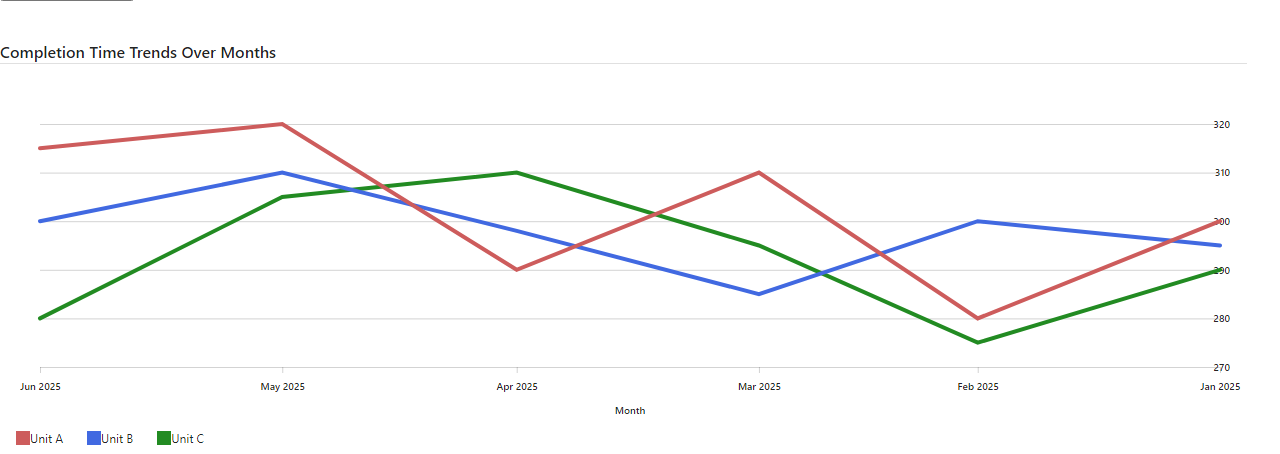 Completion Time Trends Over Months
320
310
300
290
280
270
Jun 2025 May 2025 Apr 2025 Mar 2025 Feb 2025 Jan 2025
Month
Unit A Unit B Unit C